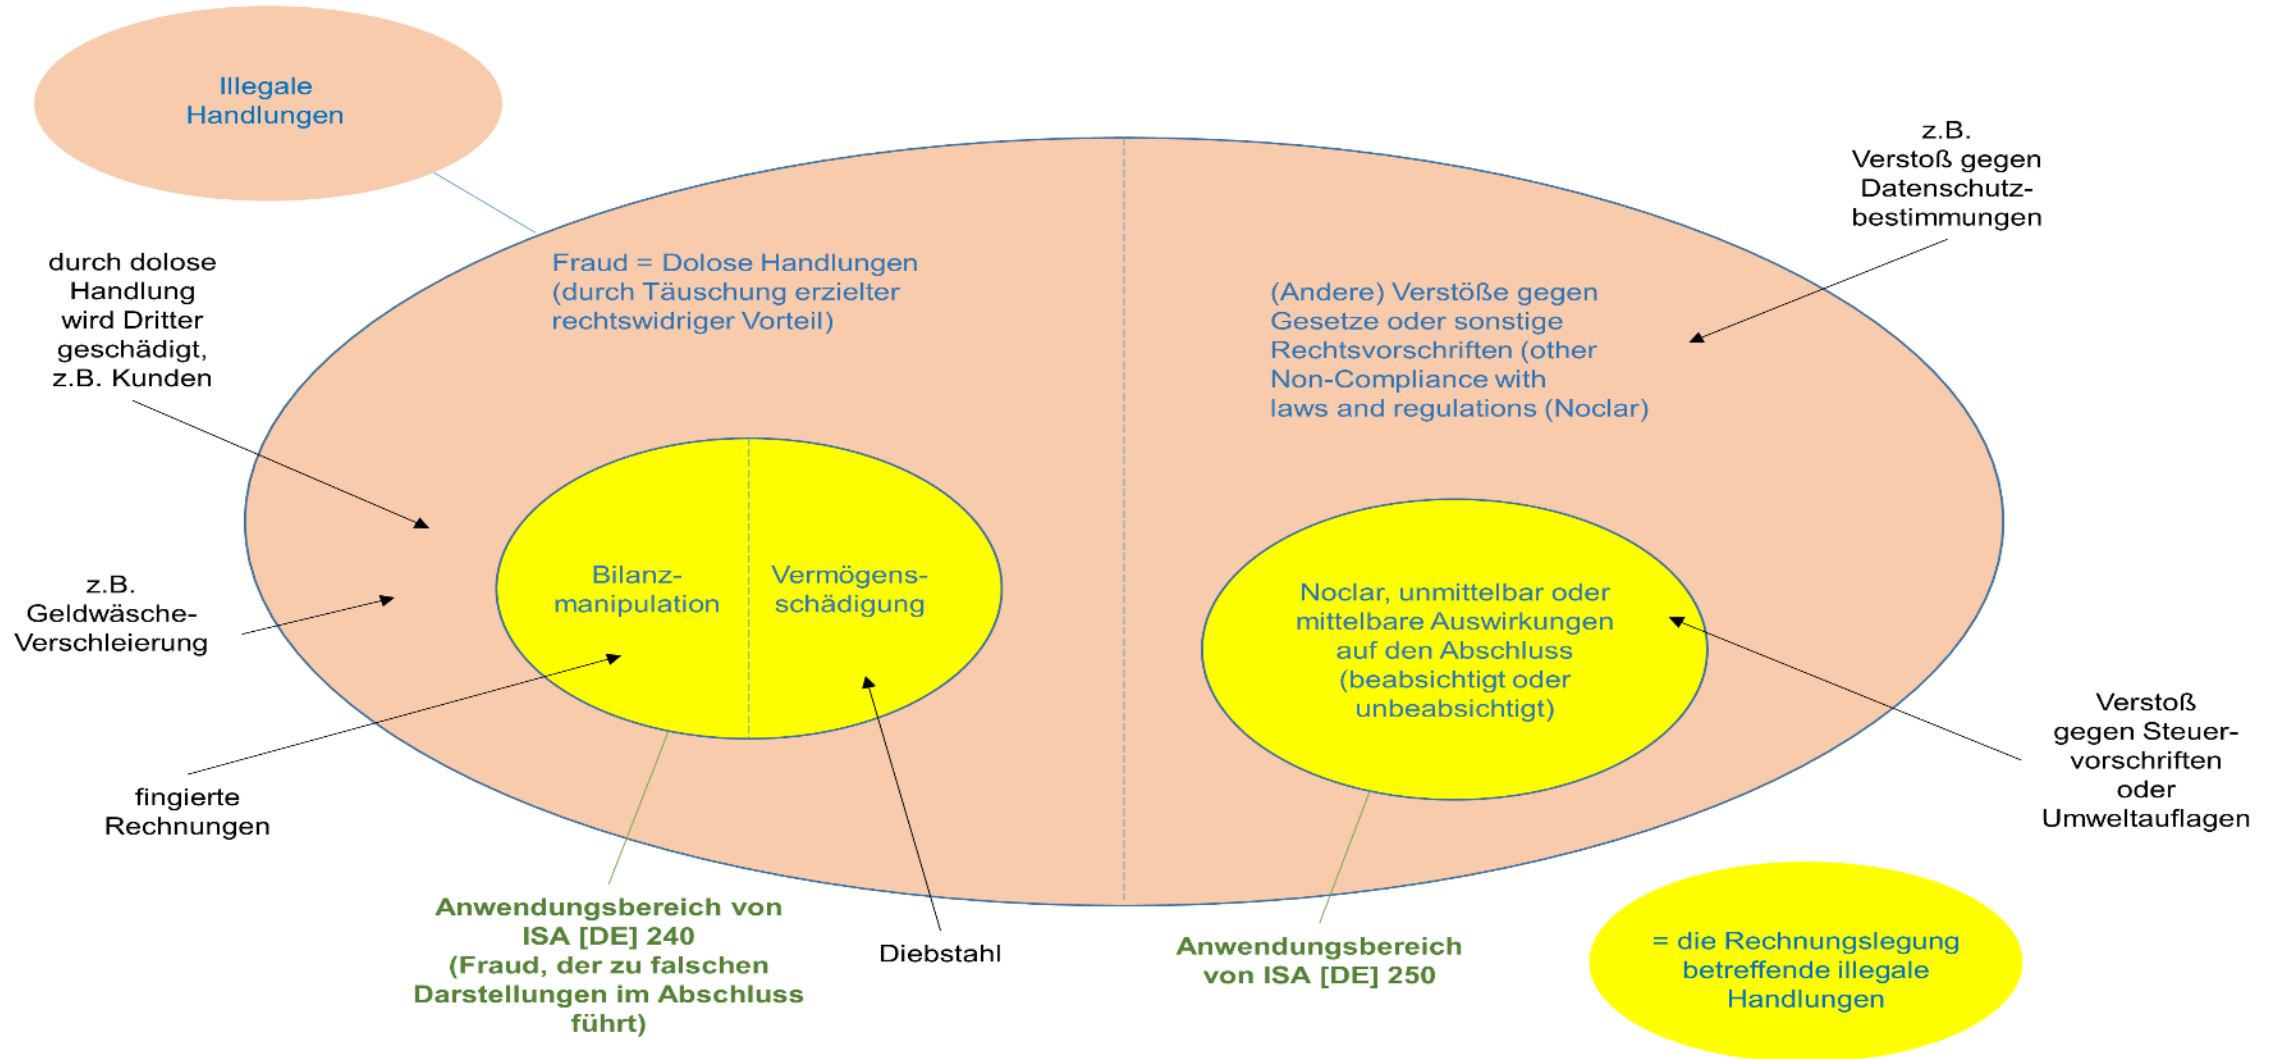 Illegale
Handlungen
z.B.
Verstoß gegen
Datenschutz-
bestimmungen
durch dolose
Handlung
wird Dritter
geschädigt,
z.B. Kunden
Fraud = Dolose Handlungen
(durch Täuschung erzielter
rechtswidriger Vorteil)
(Andere) Verstöße gegen
Gesetze oder sonstige
Rechtsvorschriften (other
Non-Compliance with
laws and regulations (Noclar)
z.B.
Geldwäsche-
Verschleierung
Bilanz-
manipulation
Vermögens-
schädigung
Noclar, unmittelbar oder
mittelbare Auswirkungen
auf den Abschluss
(beabsichtigt oder
unbeabsichtigt)
fingierte
Rechnungen
Verstoß
gegen Steuer-
vorschriften
oder
Umweltauflagen
Anwendungsbereich von
ISA [DE] 240
(Fraud, der zu falschen
Darstellungen im Abschluss
führt)
Diebstahl
Anwendungsbereich
von ISA [DE] 250
= die Rechnungslegung
betreffende illegale
Handlungen